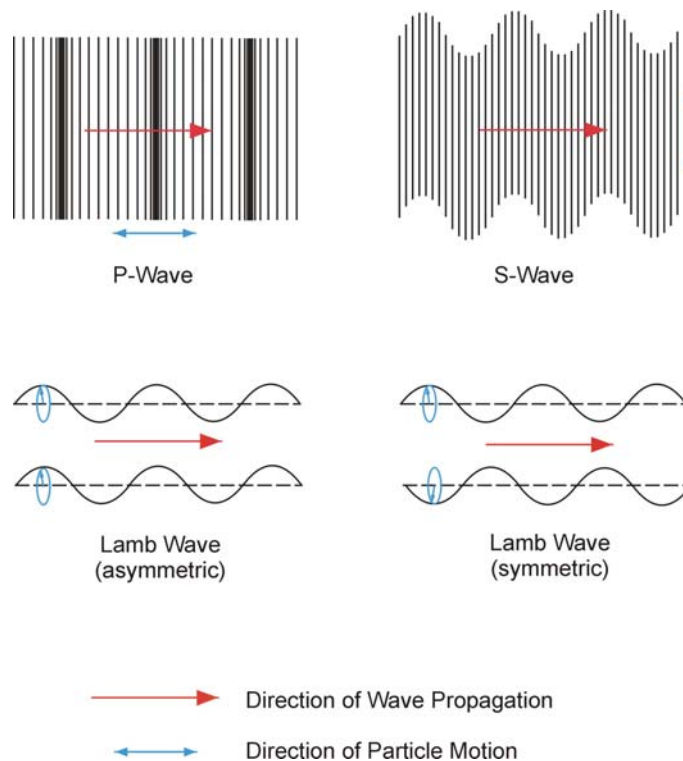 P-Wave
S-Wave
Lamb Wave
(asymmetric)
Lamb Wave
(symmetric)
Direction of Wave Propagation
Direction of Particle Motion